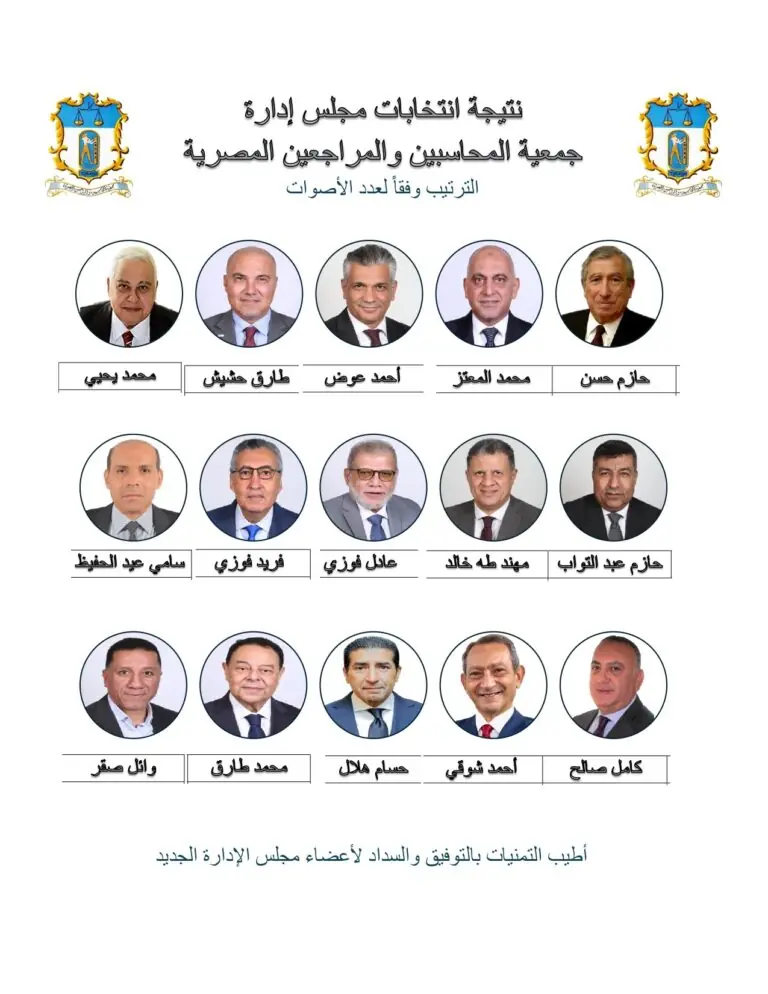 نتيجة انتخابات مجلس إدارة
جمعية المحاسبين والمراجعين المصرية
الترتيب وفقاً لعدد الأصوات
حازم حسن
محمد المعتز
أحمد عوض
طارق حشيش
محمد يحيي
حازم عبد التواب
مهند طه خالد
عادل فوزي
فريد فوزي
سامي عبد الحفيظ
كامل صالح
أحمد شوقي
حسام هلال
محمد طارق
وائل صقر
أطيب التمنيات بالتوفيق والسداد لأعضاء مجلس الإدارة الجديد